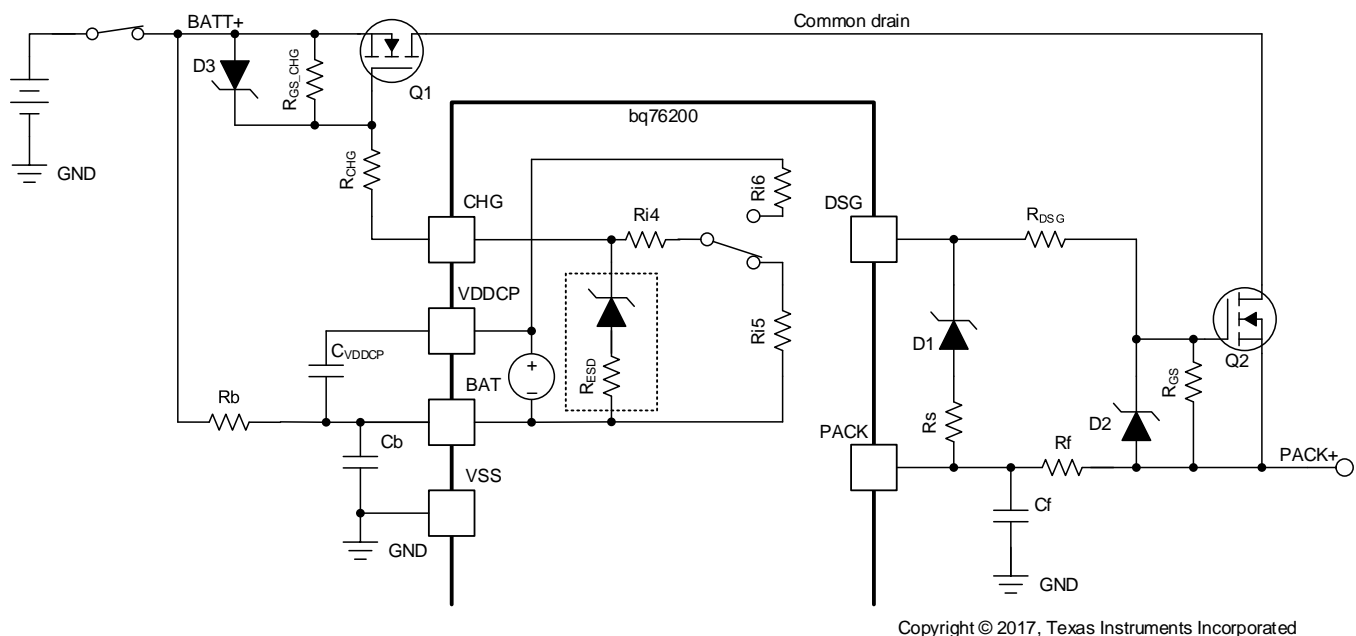 BATT+
Common drain
D3
RGS_CHG
Q1
bq76200
GND
RCHG
Ri6
CHG
DSG
Ri4
RDSG
VDDCP
CVDDCP
Ri5
D1
Q2
BAT
RESD
RGS
Rb
Rs
D2
Cb
PACK
Rf
PACK+
VSS
Cf
GND
GND
Copyright © 2017, Texas Instruments Incorporated